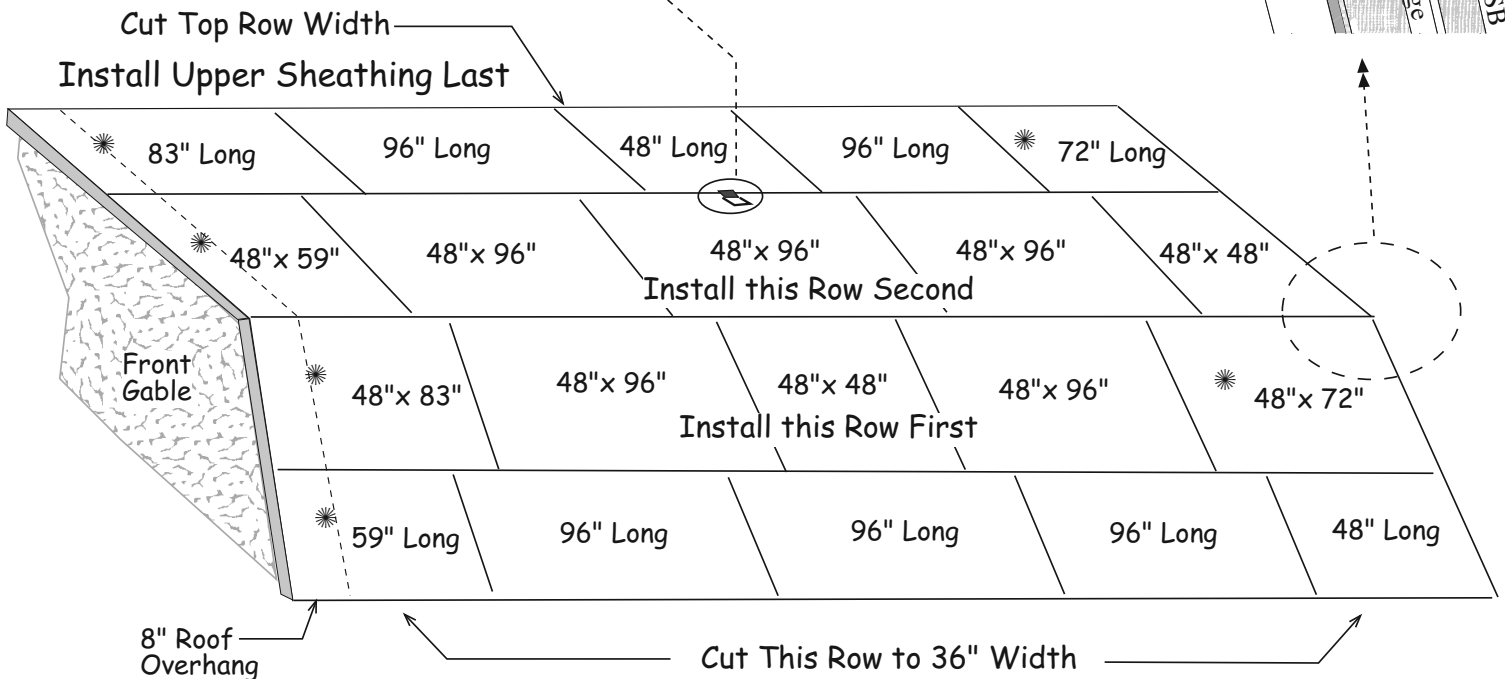 Cut Top Row Width
Install Upper Sheathing Last
ge
SB
83" Long
96" Long
48" Long
96" Long
72" Long
48"x 59"
48"x 96"
48"x 96"
48"x 96"
48"x 48"
Install this Row Second
Front
Gable
48"x 83"
48"x 96"
48"x 48"
48"x 96"
48"x 72"
Install this Row First
59" Long
96" Long
96" Long
96" Long
48" Long
8" Roof
Overhang
Cut This Row to 36" Width